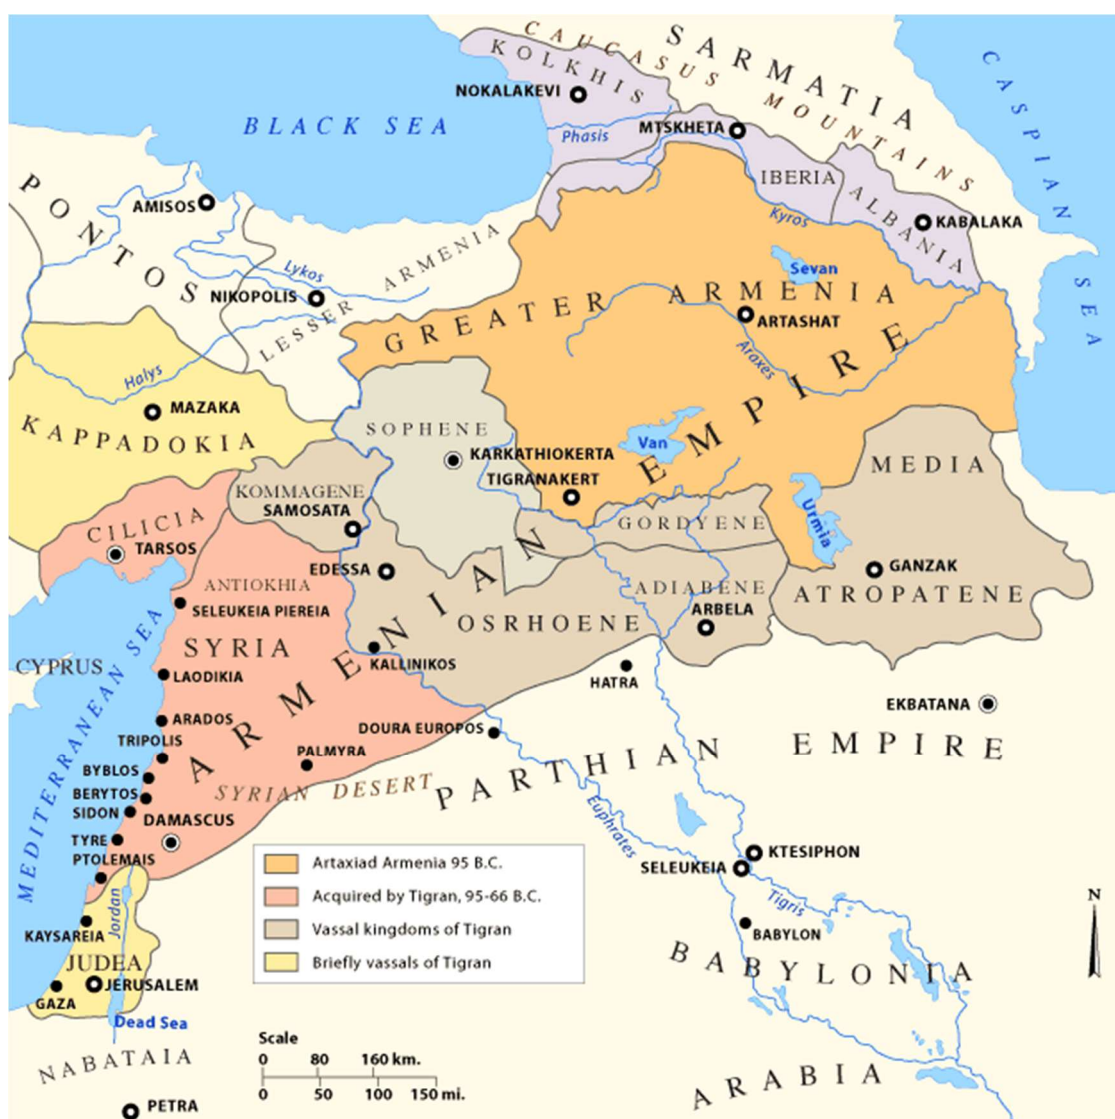 SARMATIA
CAUCASUS MOUNTAINS
KOLKHIS
NOKALAKEVI
Phasis
MTSKHETA
BLACK SEA
CASPIAN SEA
IBERIA
ALBANIA
KABALAKA
Kyros
PONTOS
AMISOS
Lykos
NIKOPOLIS
LESSER ARMENIA
Sevan
GREATER ARMENIA
ARTASHAT
Araxes
Halys
MAZAKA
KAPPADOKIA
SOPHENE
KARKATHIOKERTA
TIGRANAKERT
Van
ARMENIAN EMPIRE
MEDIA
ATROPATENE
Urmia
GANZAK
KOMMAGENE
SAMOSATA
GORDYENE
CILICIA
TARSOS
EDESSA
ANTIOKHIA
SELEUKEIA PIEREIA
ADIABENE
ARBELA
OSRHOENE
SYRIA
KALLINIKOS
HATRA
CYPRUS
MEDITERRANEAN SEA
LAODIKIA
EKBATANA
ARADOS
DOURA EUROPOS
TRIPOLIS
PALMYRA
PARTHIAN EMPIRE
BYBLOS
BERYTOS
SYRIAN DESERT
SIDON
DAMASCUS
Euphrates
TYRE
PTOLEMAIS
KTESIPHON
SELEUKEIA
Tigris
Jordan
KAYSAREIA
BABYLON
BABYLONIA
JUDEA
JERUSALEM
GAZA
Dead Sea
NABATAIA
PETRA
ARABIA
Artaxiad Armenia 95 B.C.
Acquired by Tigran, 95-66 B.C.
Vassal kingdoms of Tigran
Briefly vassals of Tigran
N
Scale
0 80 160 km.
0 50 100 150 mi.